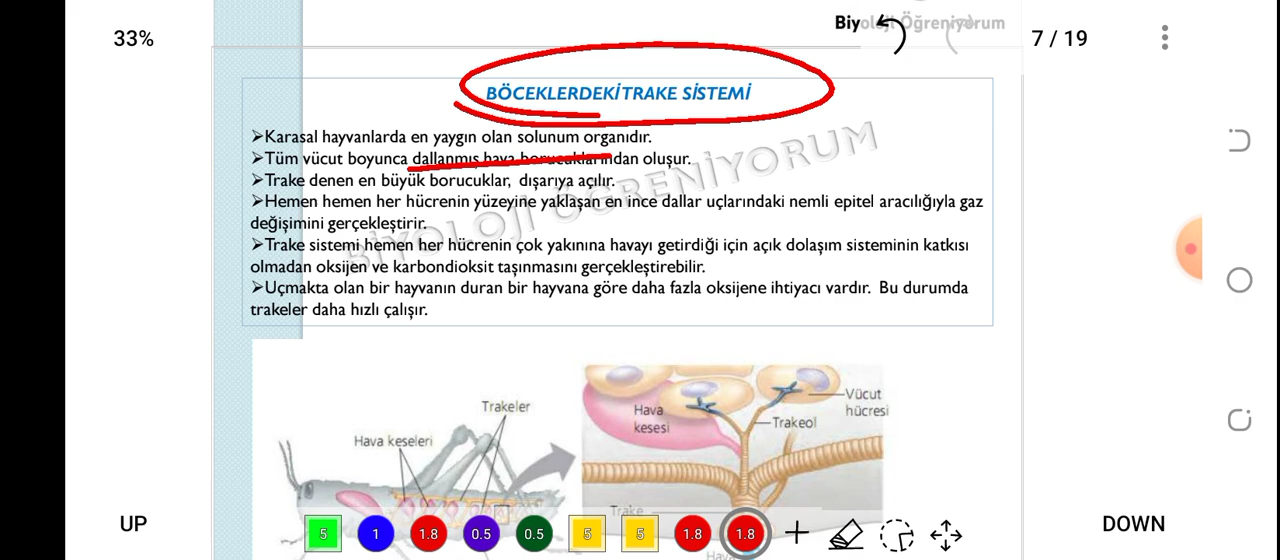 Biyoloji Öğreniyorum
33%
7 / 19
BÖCEKLERDEKİ TRAKE SİSTEMİ
➢Karasal hayvanlarda en yaygın olan solunum organıdır.
➢Tüm vücut boyunca dallanmış hava borucuklarından oluşur.
➢Trake denen en büyük borucuklar, dışarıya açılır.
➢Hemen hemen her hücrenin yüzeyine yaklaşan en ince dallar uçlarındaki nemli epitel aracılığıyla gaz
değişimini gerçekleştirir.
➢Trake sistemi hemen her hücrenin çok yakınına havayı getirdiği için açık dolaşım sisteminin katkısı
olmadan oksijen ve karbondioksit taşınmasını gerçekleştirebilir.
➢Uçmakta olan bir hayvanın duran bir hayvana göre daha fazla oksijene ihtiyacı vardır. Bu durumda
trakeler daha hızlı çalışır.
BİYOLOJİ ÖĞRENİYORUM
Trakeler
Hava keseleri
Hava
kesesi
Vücut
hücresi
Trakeol
Trake
Hava
UP
5 1 1.8 0.5 0.5 5 5 1.8 1.8
DOWN